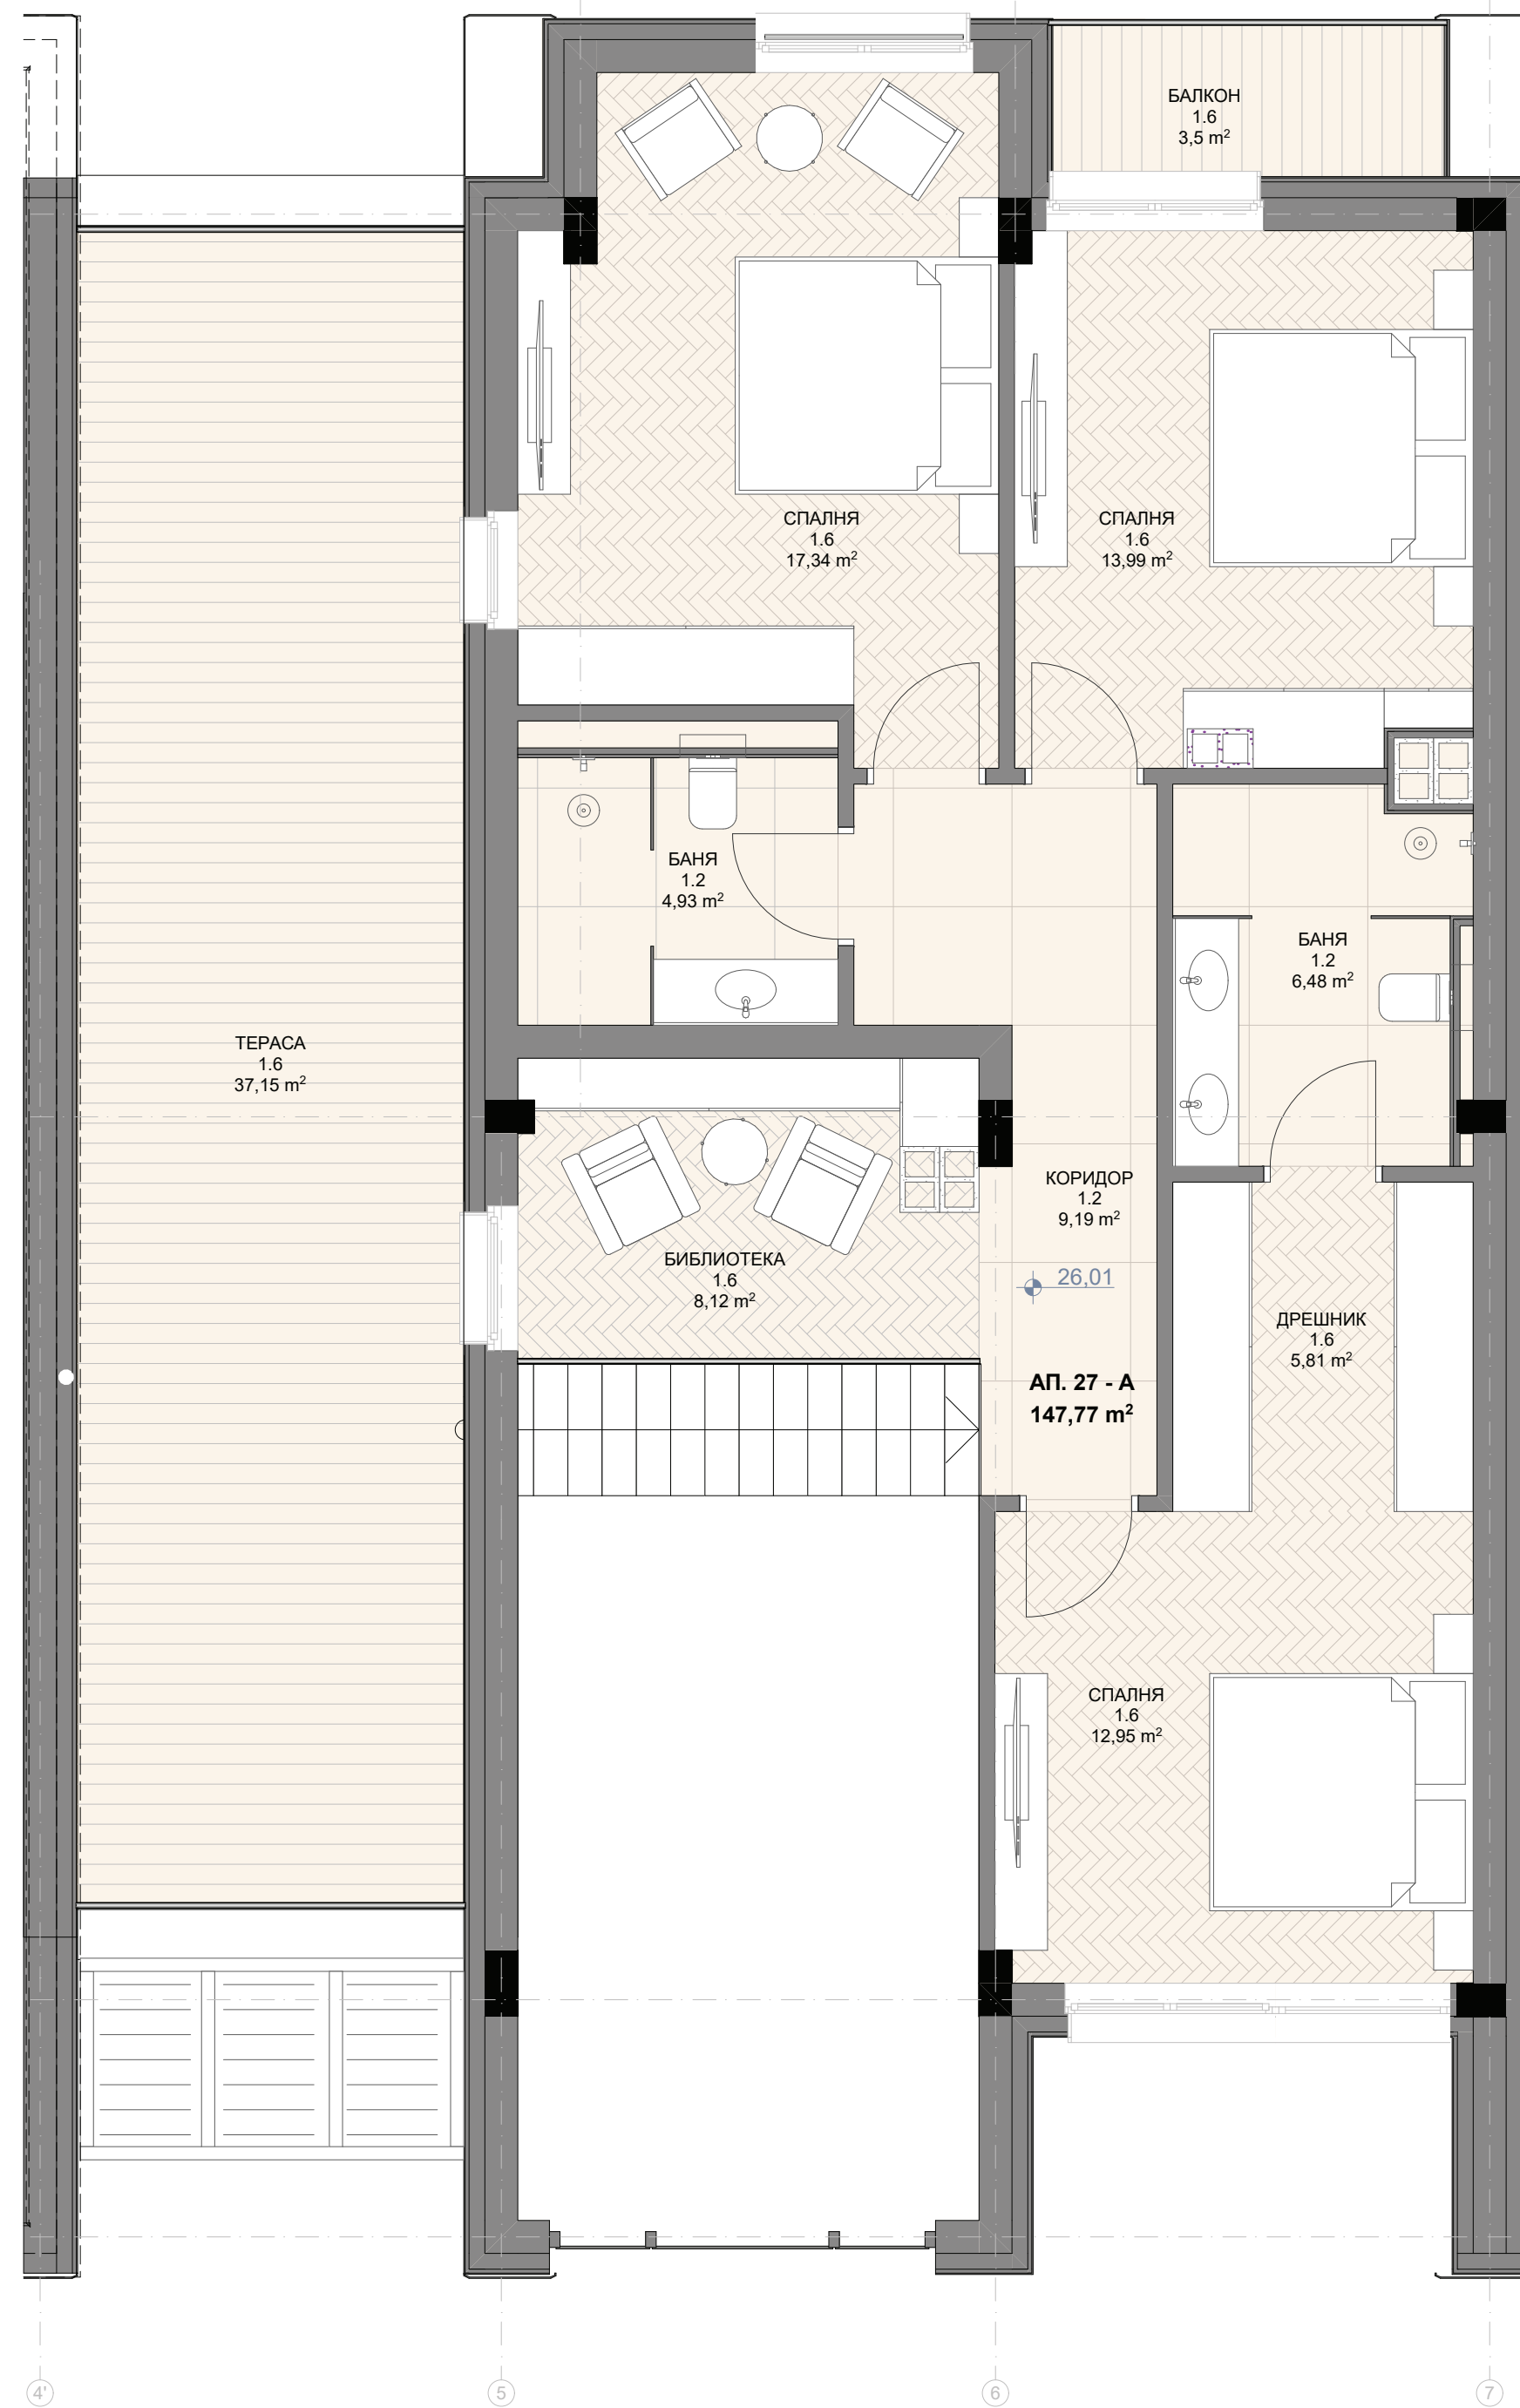 БАЛКОН
1.6
3,5 m²
СПАЛНЯ
1.6
17,34 m²
СПАЛНЯ
1.6
13,99 m²
БАНЯ
1.2
4,93 m²
БАНЯ
1.2
6,48 m²
ТЕРАСА
1.6
37,15 m²
КОРИДОР
1.2
9,19 m²
БИБЛИОТЕКА
1.6
8,12 m²
26,01
ДРЕШНИК
1.6
5,81 m²
АП. 27 - А
147,77 m²
СПАЛНЯ
1.6
12,95 m²
4' 5 6 7